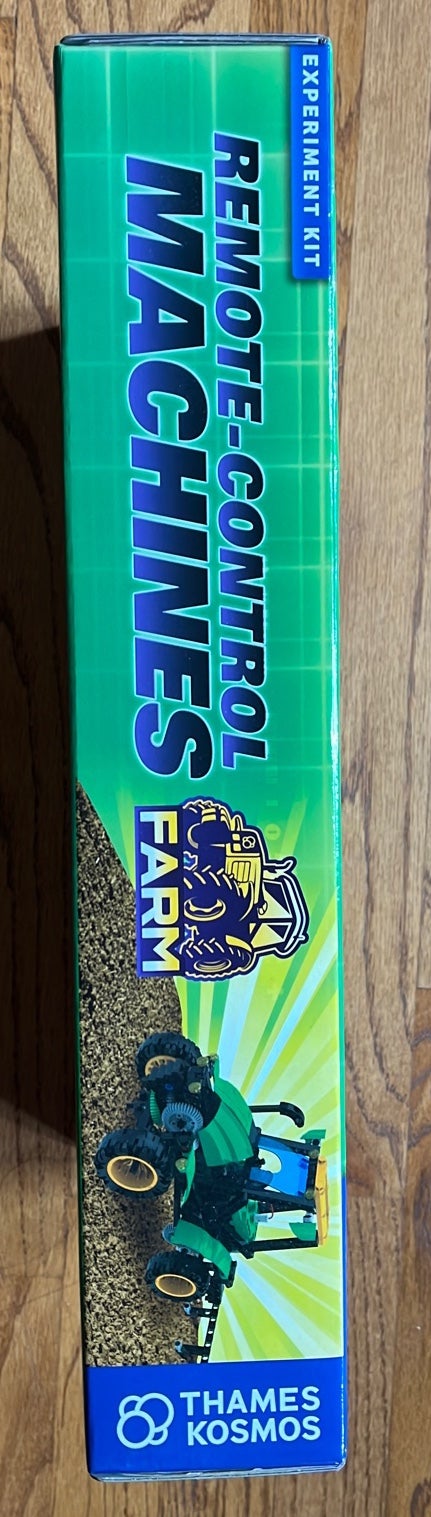 EXPERIMENT KIT
REMOTE-CONTROL
MACHINES
FARM
THAMES
KOSMOS